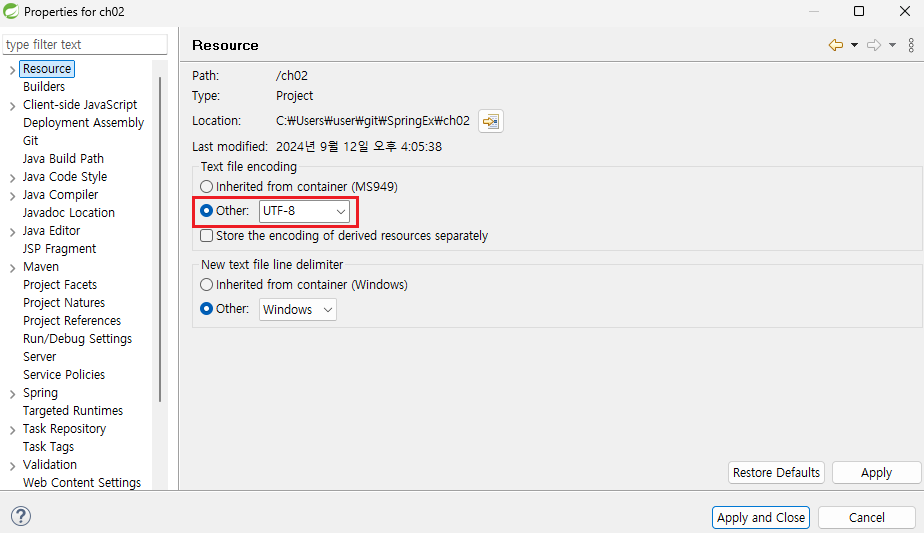 Properties for ch02
type filter text
Resource
Builders
Client-side JavaScript
Deployment Assembly
Git
Java Build Path
Java Code Style
Java Compiler
Javadoc Location
Java Editor
JSP Fragment
Maven
Project Facets
Project Natures
Project References
Run/Debug Settings
Server
Service Policies
Spring
Targeted Runtimes
Task Repository
Task Tags
Validation
Web Content Settings
Resource
Path: /ch02
Type: Project
Location: C:₩Users₩user₩git₩SpringEx₩ch02
Last modified: 2024년 9월 12일 오후 4:05:38
Text file encoding
Inherited from container (MS949)
Other: UTF-8
Store the encoding of derived resources separately
New text file line delimiter
Inherited from container (Windows)
Other: Windows
Restore Defaults Apply
? Apply and Close Cancel